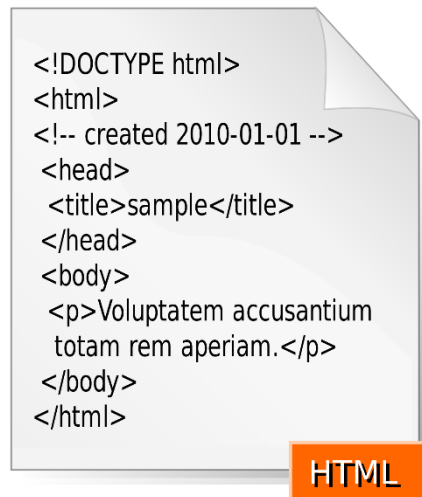 <!DOCTYPE html>
<html>
<!-- created 2010-01-01 -->
<head>
<title>sample</title>
</head>
<body>
<p>Voluptatem accusantium
totam rem aperiam.</p>
</body>
</html>
HTML